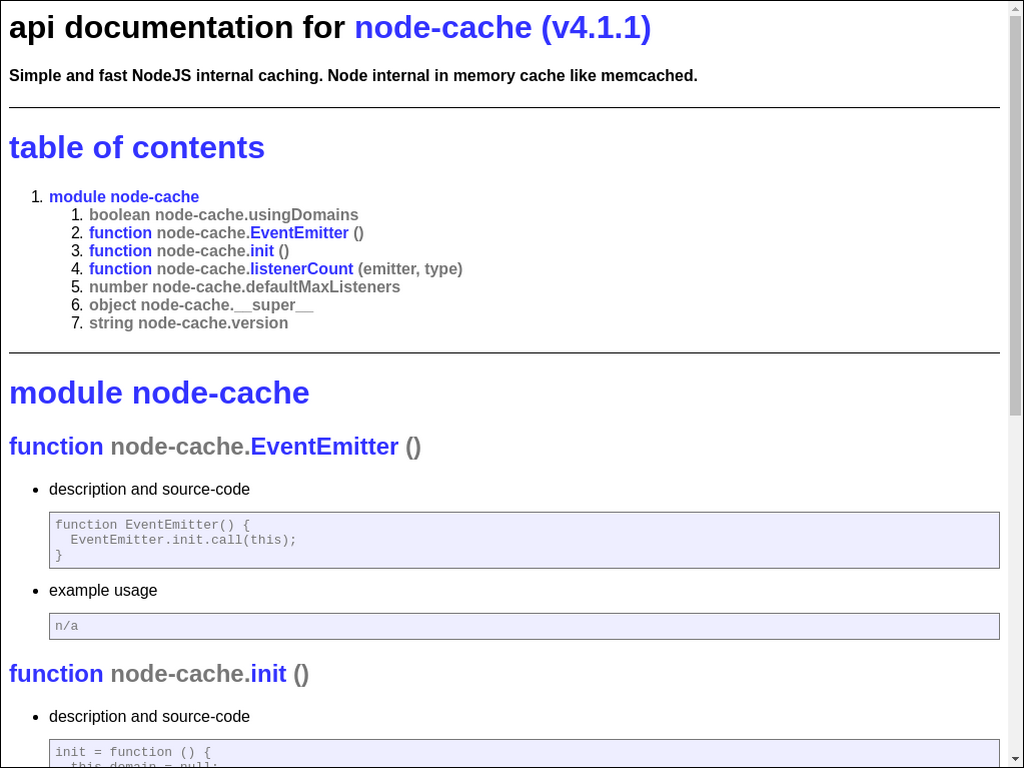 api documentation for node-cache (v4.1.1)
Simple and fast NodeJS internal caching. Node internal in memory cache like memcached.
table of contents
1. module node-cache
1. boolean node-cache.usingDomains
2. function node-cache.EventEmitter ()
3. function node-cache.init ()
4. function node-cache.listenerCount (emitter, type)
5. number node-cache.defaultMaxListeners
6. object node-cache.__super__
7. string node-cache.version
module node-cache
function node-cache.EventEmitter ()
• description and source-code
function EventEmitter() {
  EventEmitter.init.call(this);
}
• example usage
n/a
function node-cache.init ()
• description and source-code
init = function () {
  this.domain = null;